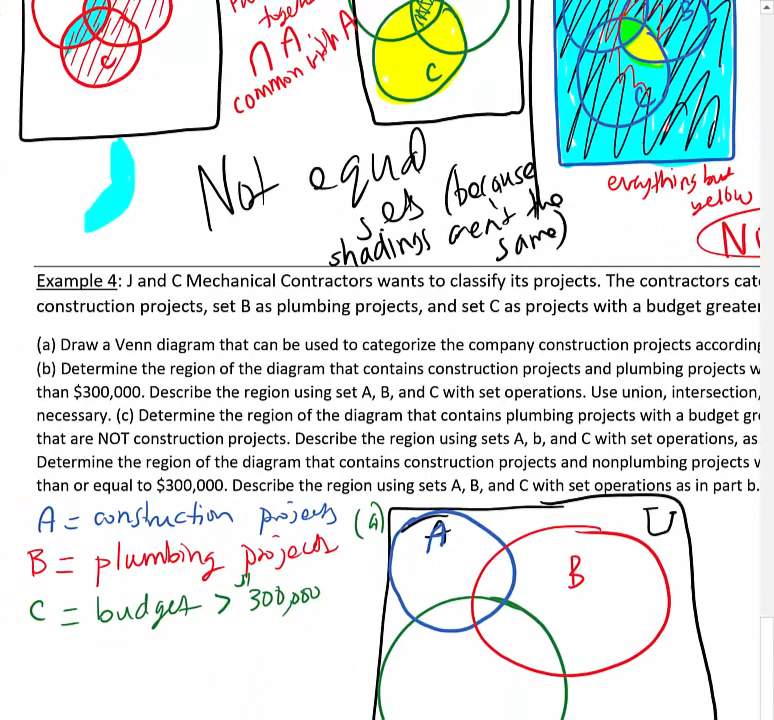 together
∩ A:
common with A
C
C
B
C
Not equal
sets (because
shadings aren't the
same)
everything but
yellow
Example 4: J and C Mechanical Contractors wants to classify its projects. The contractors cat
construction projects, set B as plumbing projects, and set C as projects with a budget greater
(a) Draw a Venn diagram that can be used to categorize the company construction projects according
(b) Determine the region of the diagram that contains construction projects and plumbing projects w
than $300,000. Describe the region using set A, B, and C with set operations. Use union, intersection,
necessary. (c) Determine the region of the diagram that contains plumbing projects with a budget gre
that are NOT construction projects. Describe the region using sets A, b, and C with set operations, as
Determine the region of the diagram that contains construction projects and nonplumbing projects w
than or equal to $300,000. Describe the region using sets A, B, and C with set operations as in part b.
A = construction projects (a)
B = plumbing projects
C = budget > $300,000
A
B
U